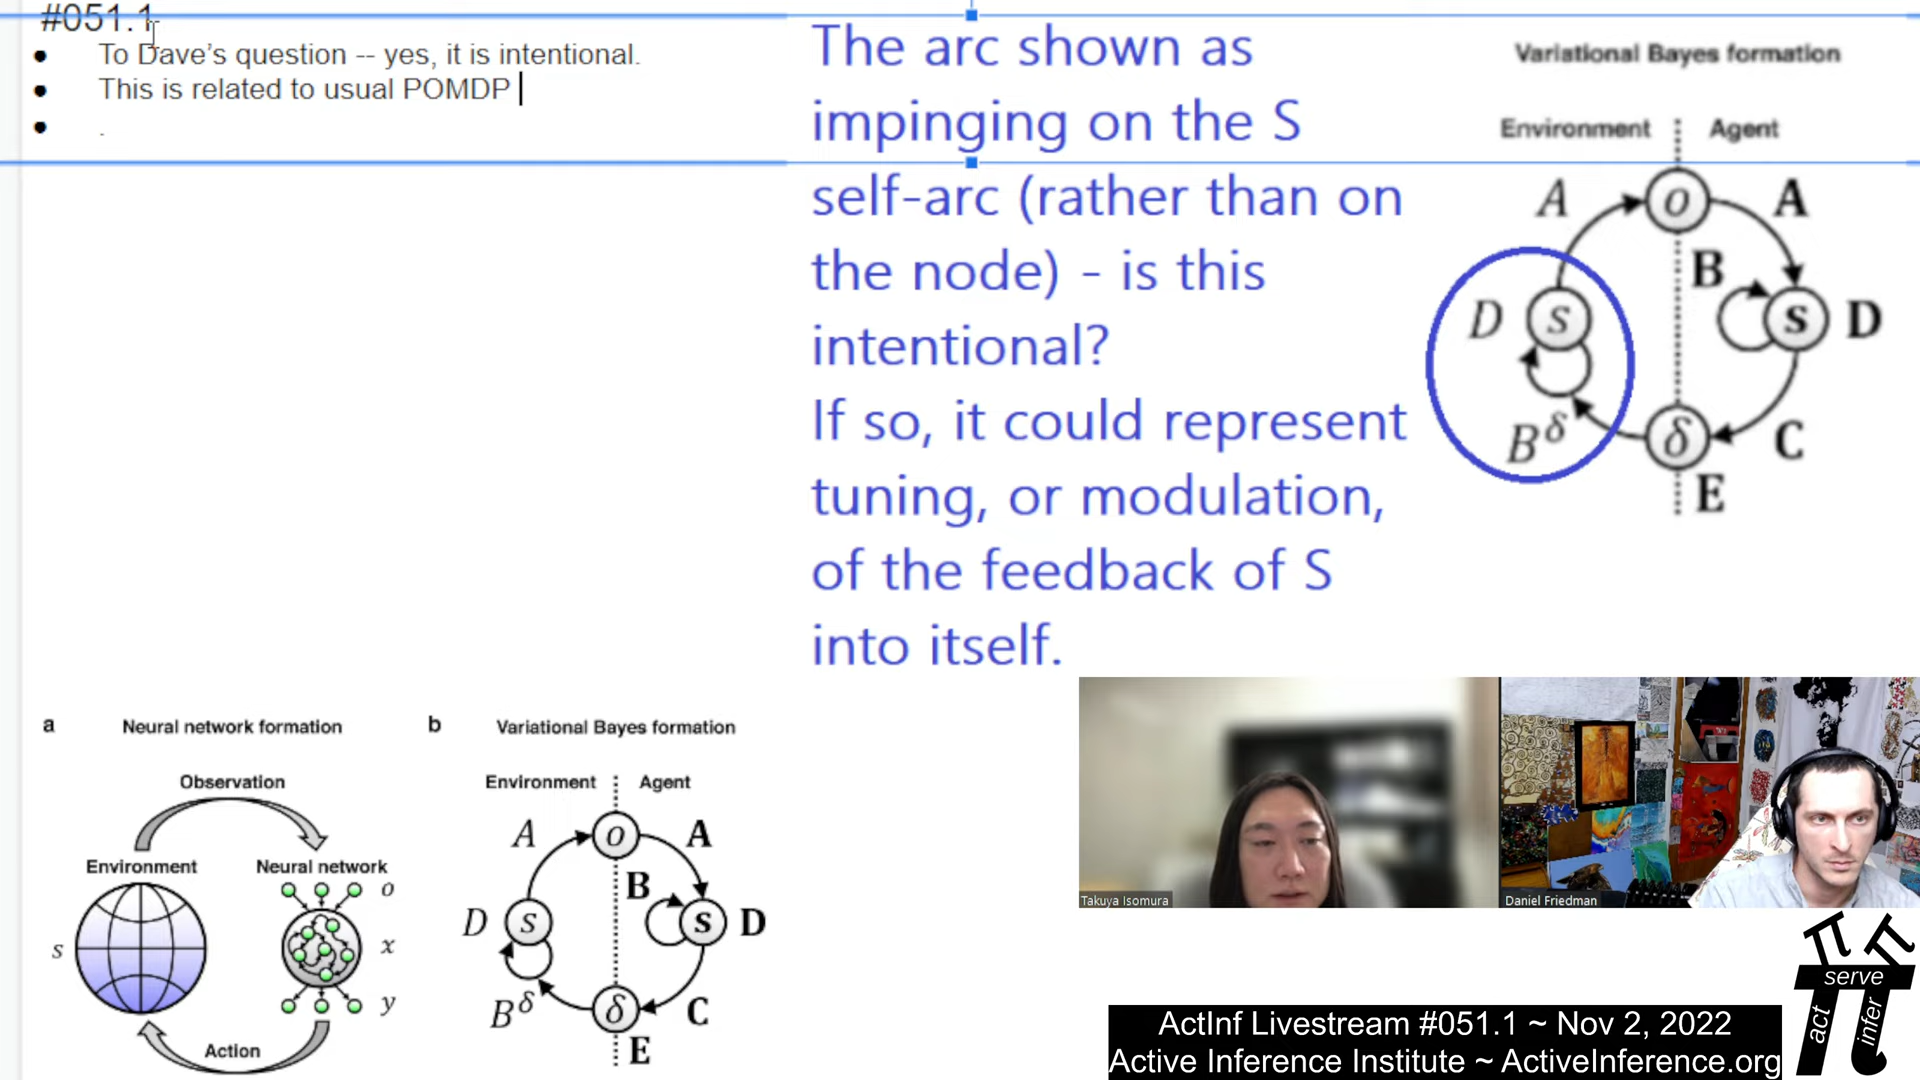 #051.1
● To Dave's question -- yes, it is intentional.
● This is related to usual POMDP
● .
The arc shown as
impinging on the S
self-arc (rather than on
the node) - is this
intentional?
If so, it could represent
tuning, or modulation,
of the feedback of S
into itself.
Variational Bayes formation
Environment Agent
A o A
B
D s s D
B^δ δ C
E
a Neural network formation
Observation
Environment Neural network
o
s x
y
Action
b Variational Bayes formation
Environment Agent
A o A
B
D s s D
B^δ δ C
E
Takuya Isomura
Daniel Friedman
serve
act infer
ActInf Livestream #051.1 ~ Nov 2, 2022
Active Inference Institute ~ ActiveInference.org